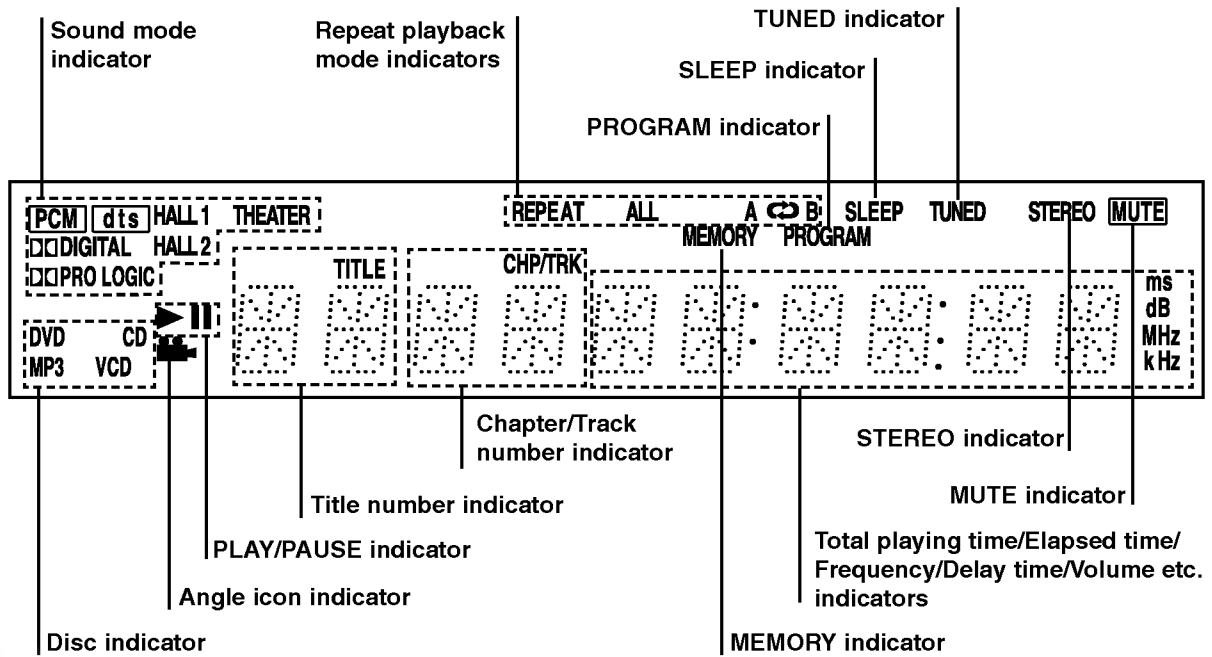 TUNED indicator
Sound mode
indicator
Repeat playback
mode indicators
SLEEP indicator
PROGRAM indicator
PCM dts HALL 1 THEATER
DIGITAL HALL 2
PRO LOGIC
REPEAT ALL A B SLEEP TUNED STEREO MUTE
MEMORY PROGRAM
TITLE
CHP/TRK
ms
dB
MHz
kHz
DVD CD
MP3 VCD
Chapter/Track
number indicator
STEREO indicator
Title number indicator
MUTE indicator
PLAY/PAUSE indicator
Total playing time/Elapsed time/
Frequency/Delay time/Volume etc.
indicators
Angle icon indicator
Disc indicator
MEMORY indicator